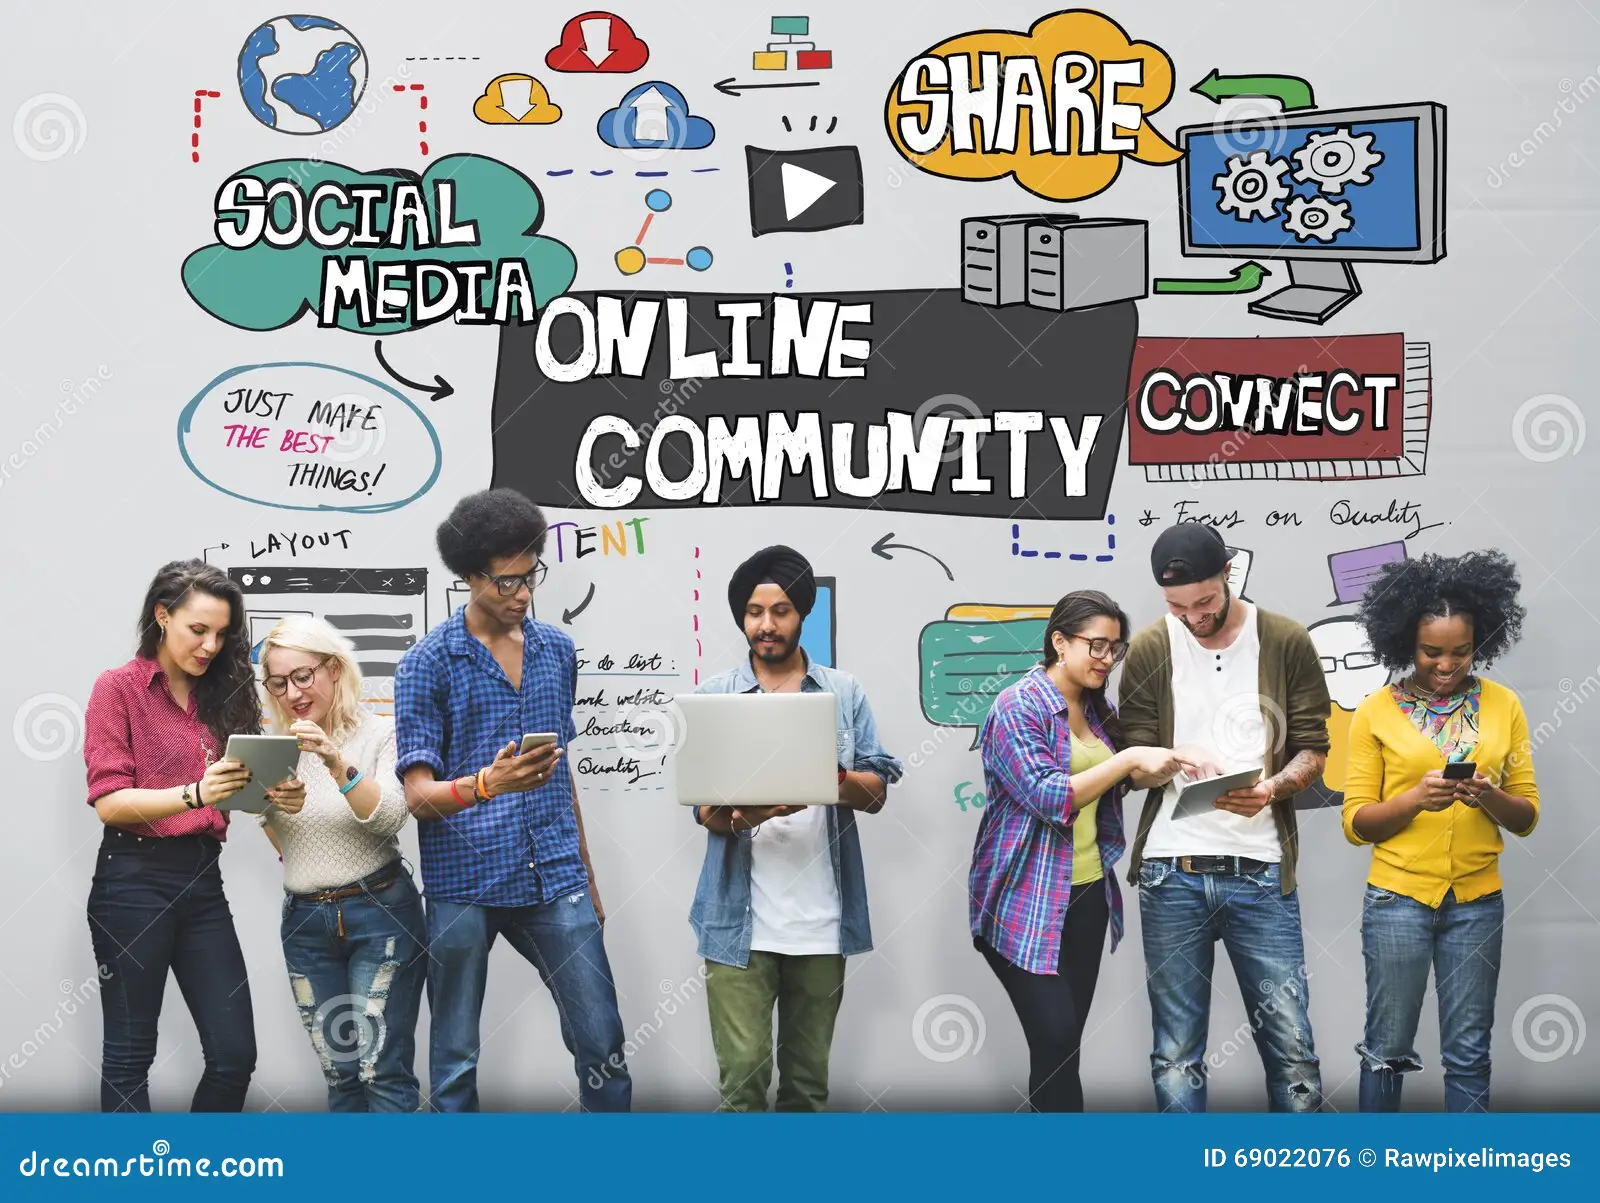 SHARE
SOCIAL
MEDIA
ONLINE
COMMUNITY
CONNECT
JUST MAKE
THE BEST
THINGS!
* Focus on Quality.
LAYOUT
TENT
do list:
website
location
Quality!
fo
dreamstime.com
ID 69022076 © Rawpixelimages